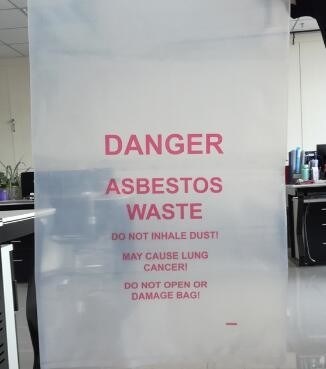 DANGER
ASBESTOS
WASTE
DO NOT INHALE DUST!
MAY CAUSE LUNG
CANCER!
DO NOT OPEN OR
DAMAGE BAG!